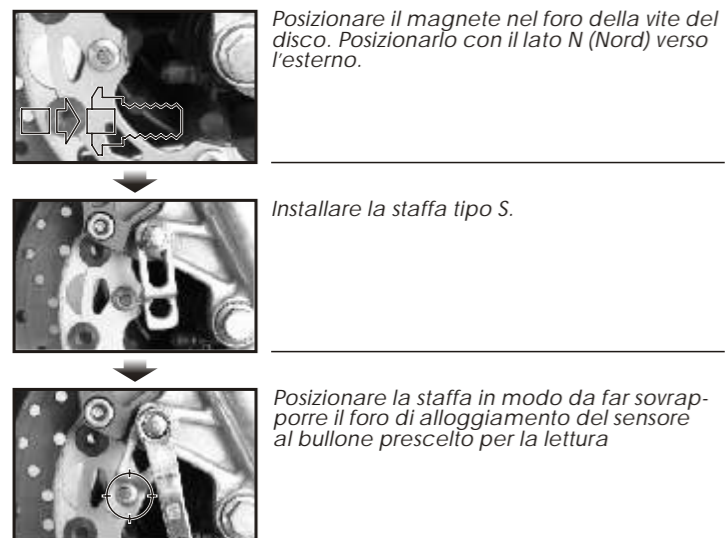 Posizionare il magnete nel foro della vite del
disco. Posizionarlo con il lato N (Nord) verso
l'esterno.
Installare la staffa tipo S.
Posizionare la staffa in modo da far sovrap-
porre il foro di alloggiamento del sensore
al bullone prescelto per la lettura